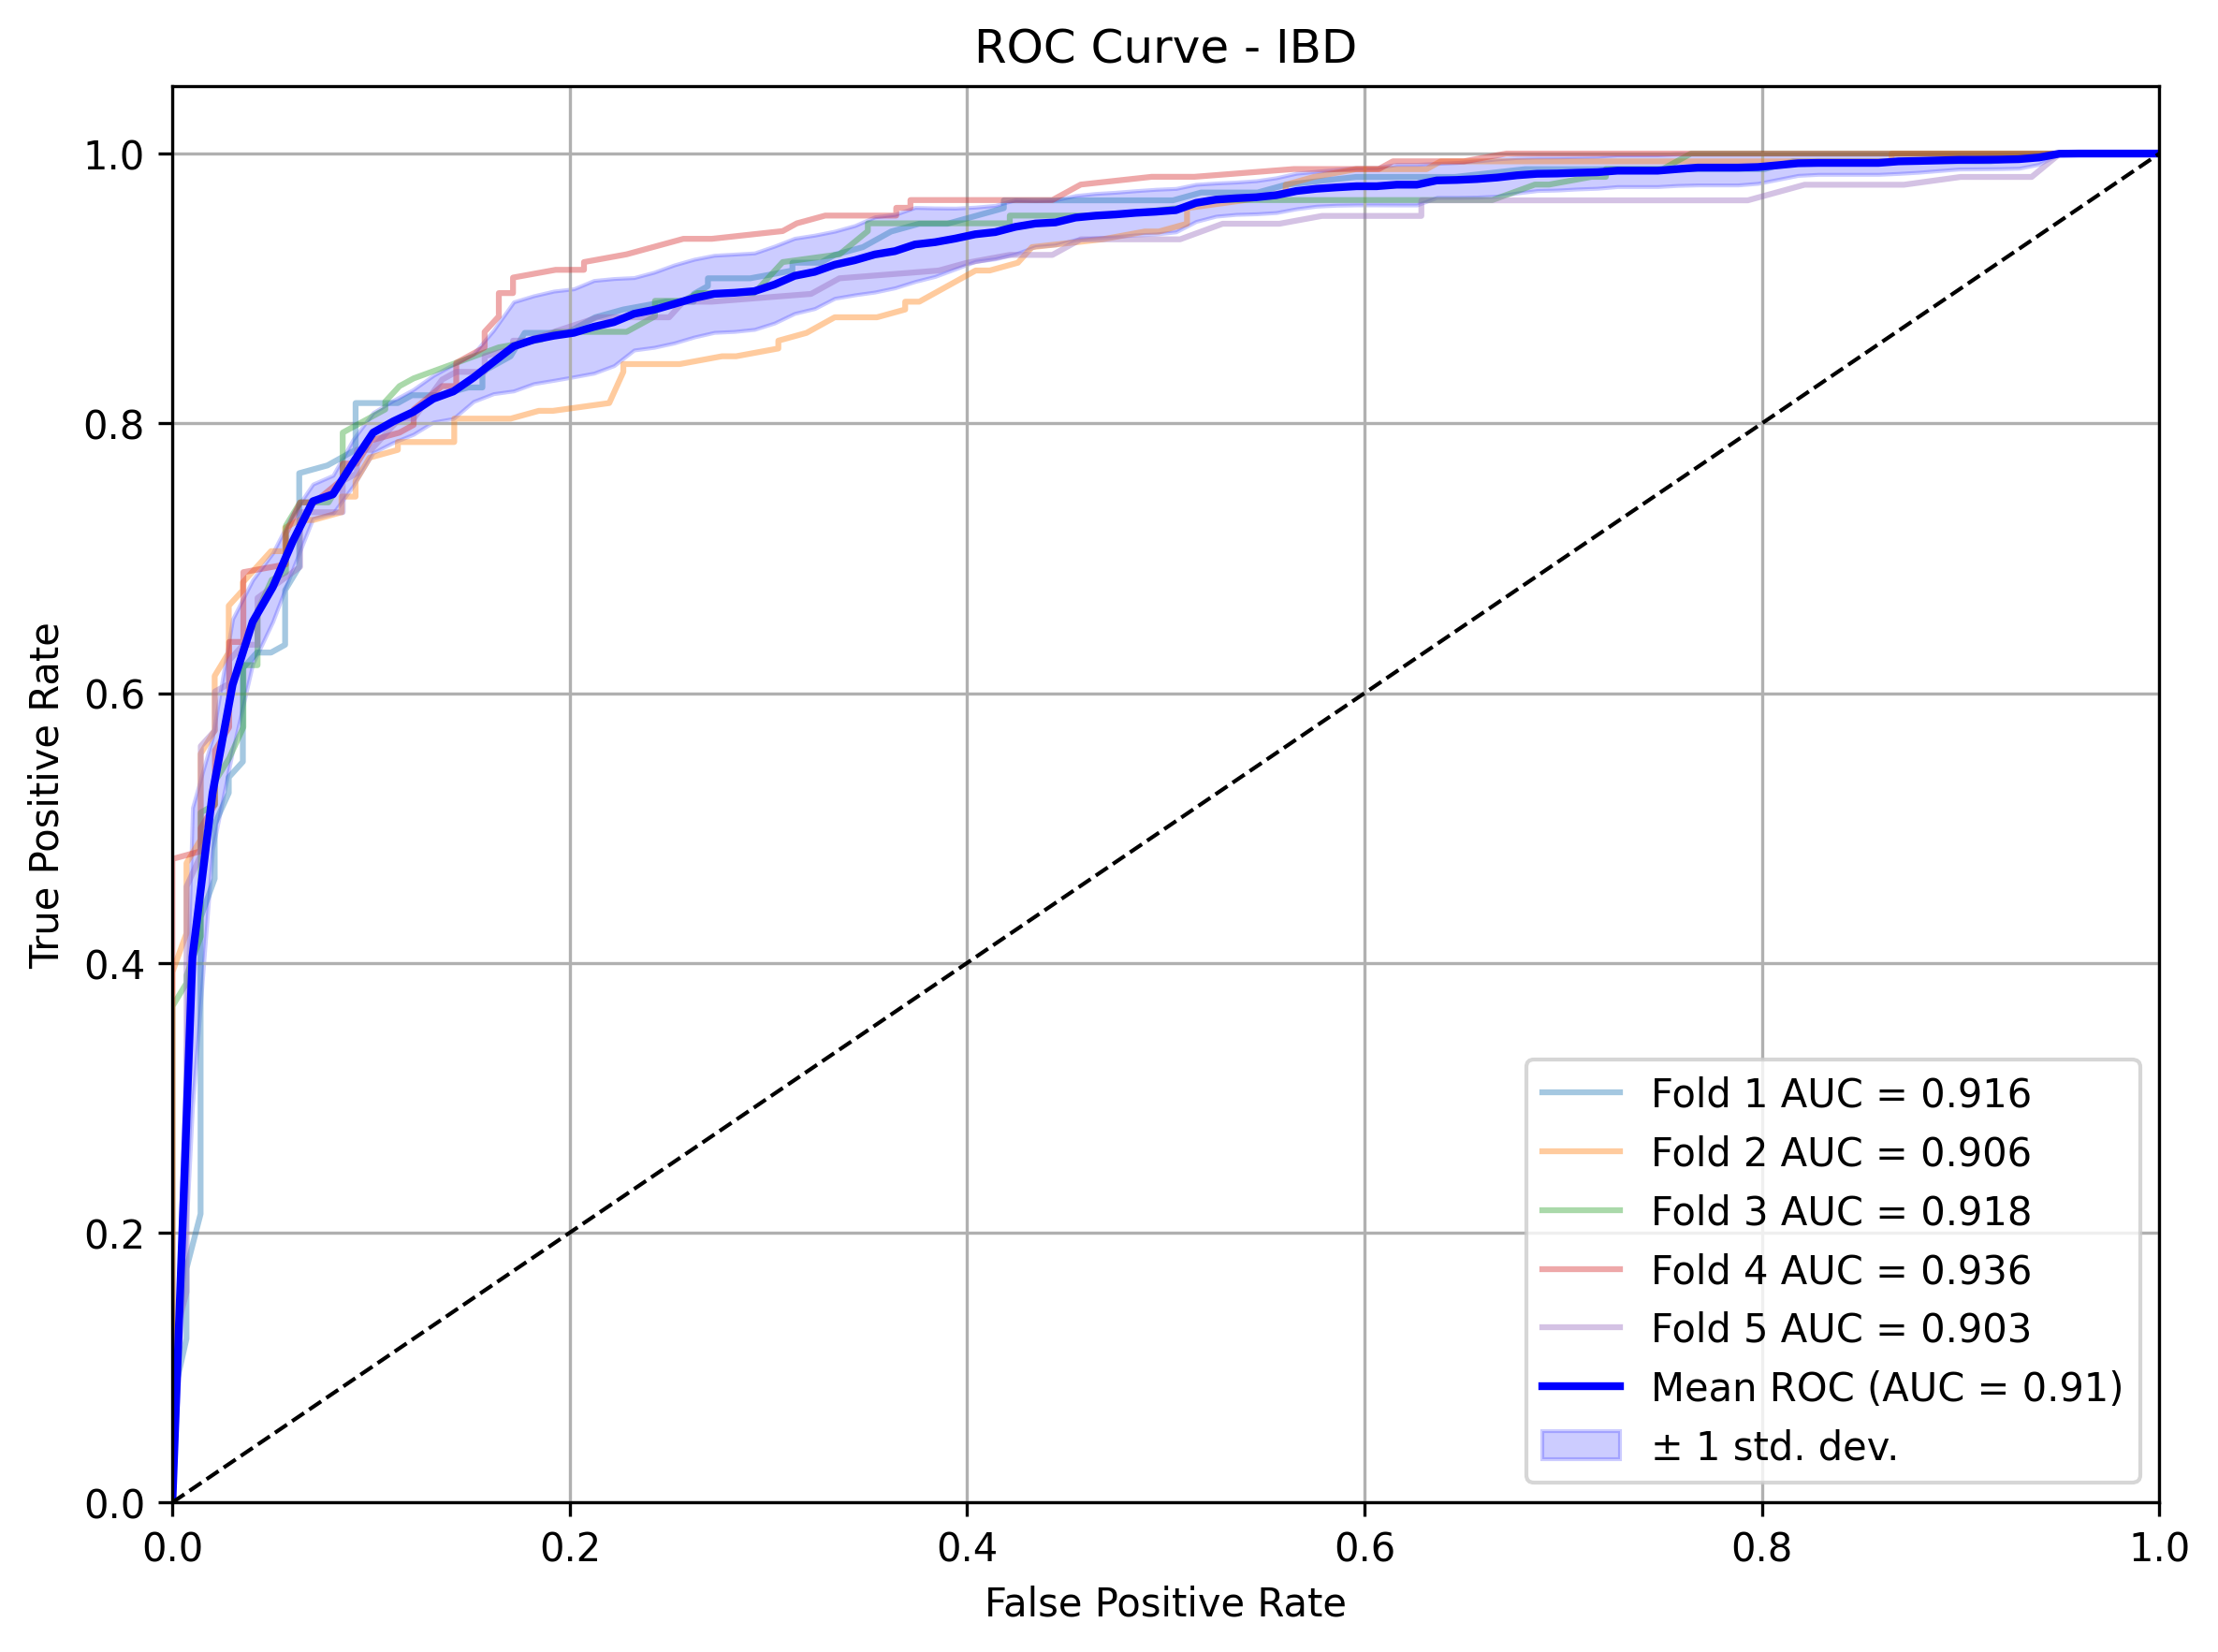 ROC Curve - IBD
1.0
0.8
0.6
0.4
0.2
0.0
True Positive Rate
0.0 0.2 0.4 0.6 0.8 1.0
False Positive Rate
Fold 1 AUC = 0.916
Fold 2 AUC = 0.906
Fold 3 AUC = 0.918
Fold 4 AUC = 0.936
Fold 5 AUC = 0.903
Mean ROC (AUC = 0.91)
± 1 std. dev.